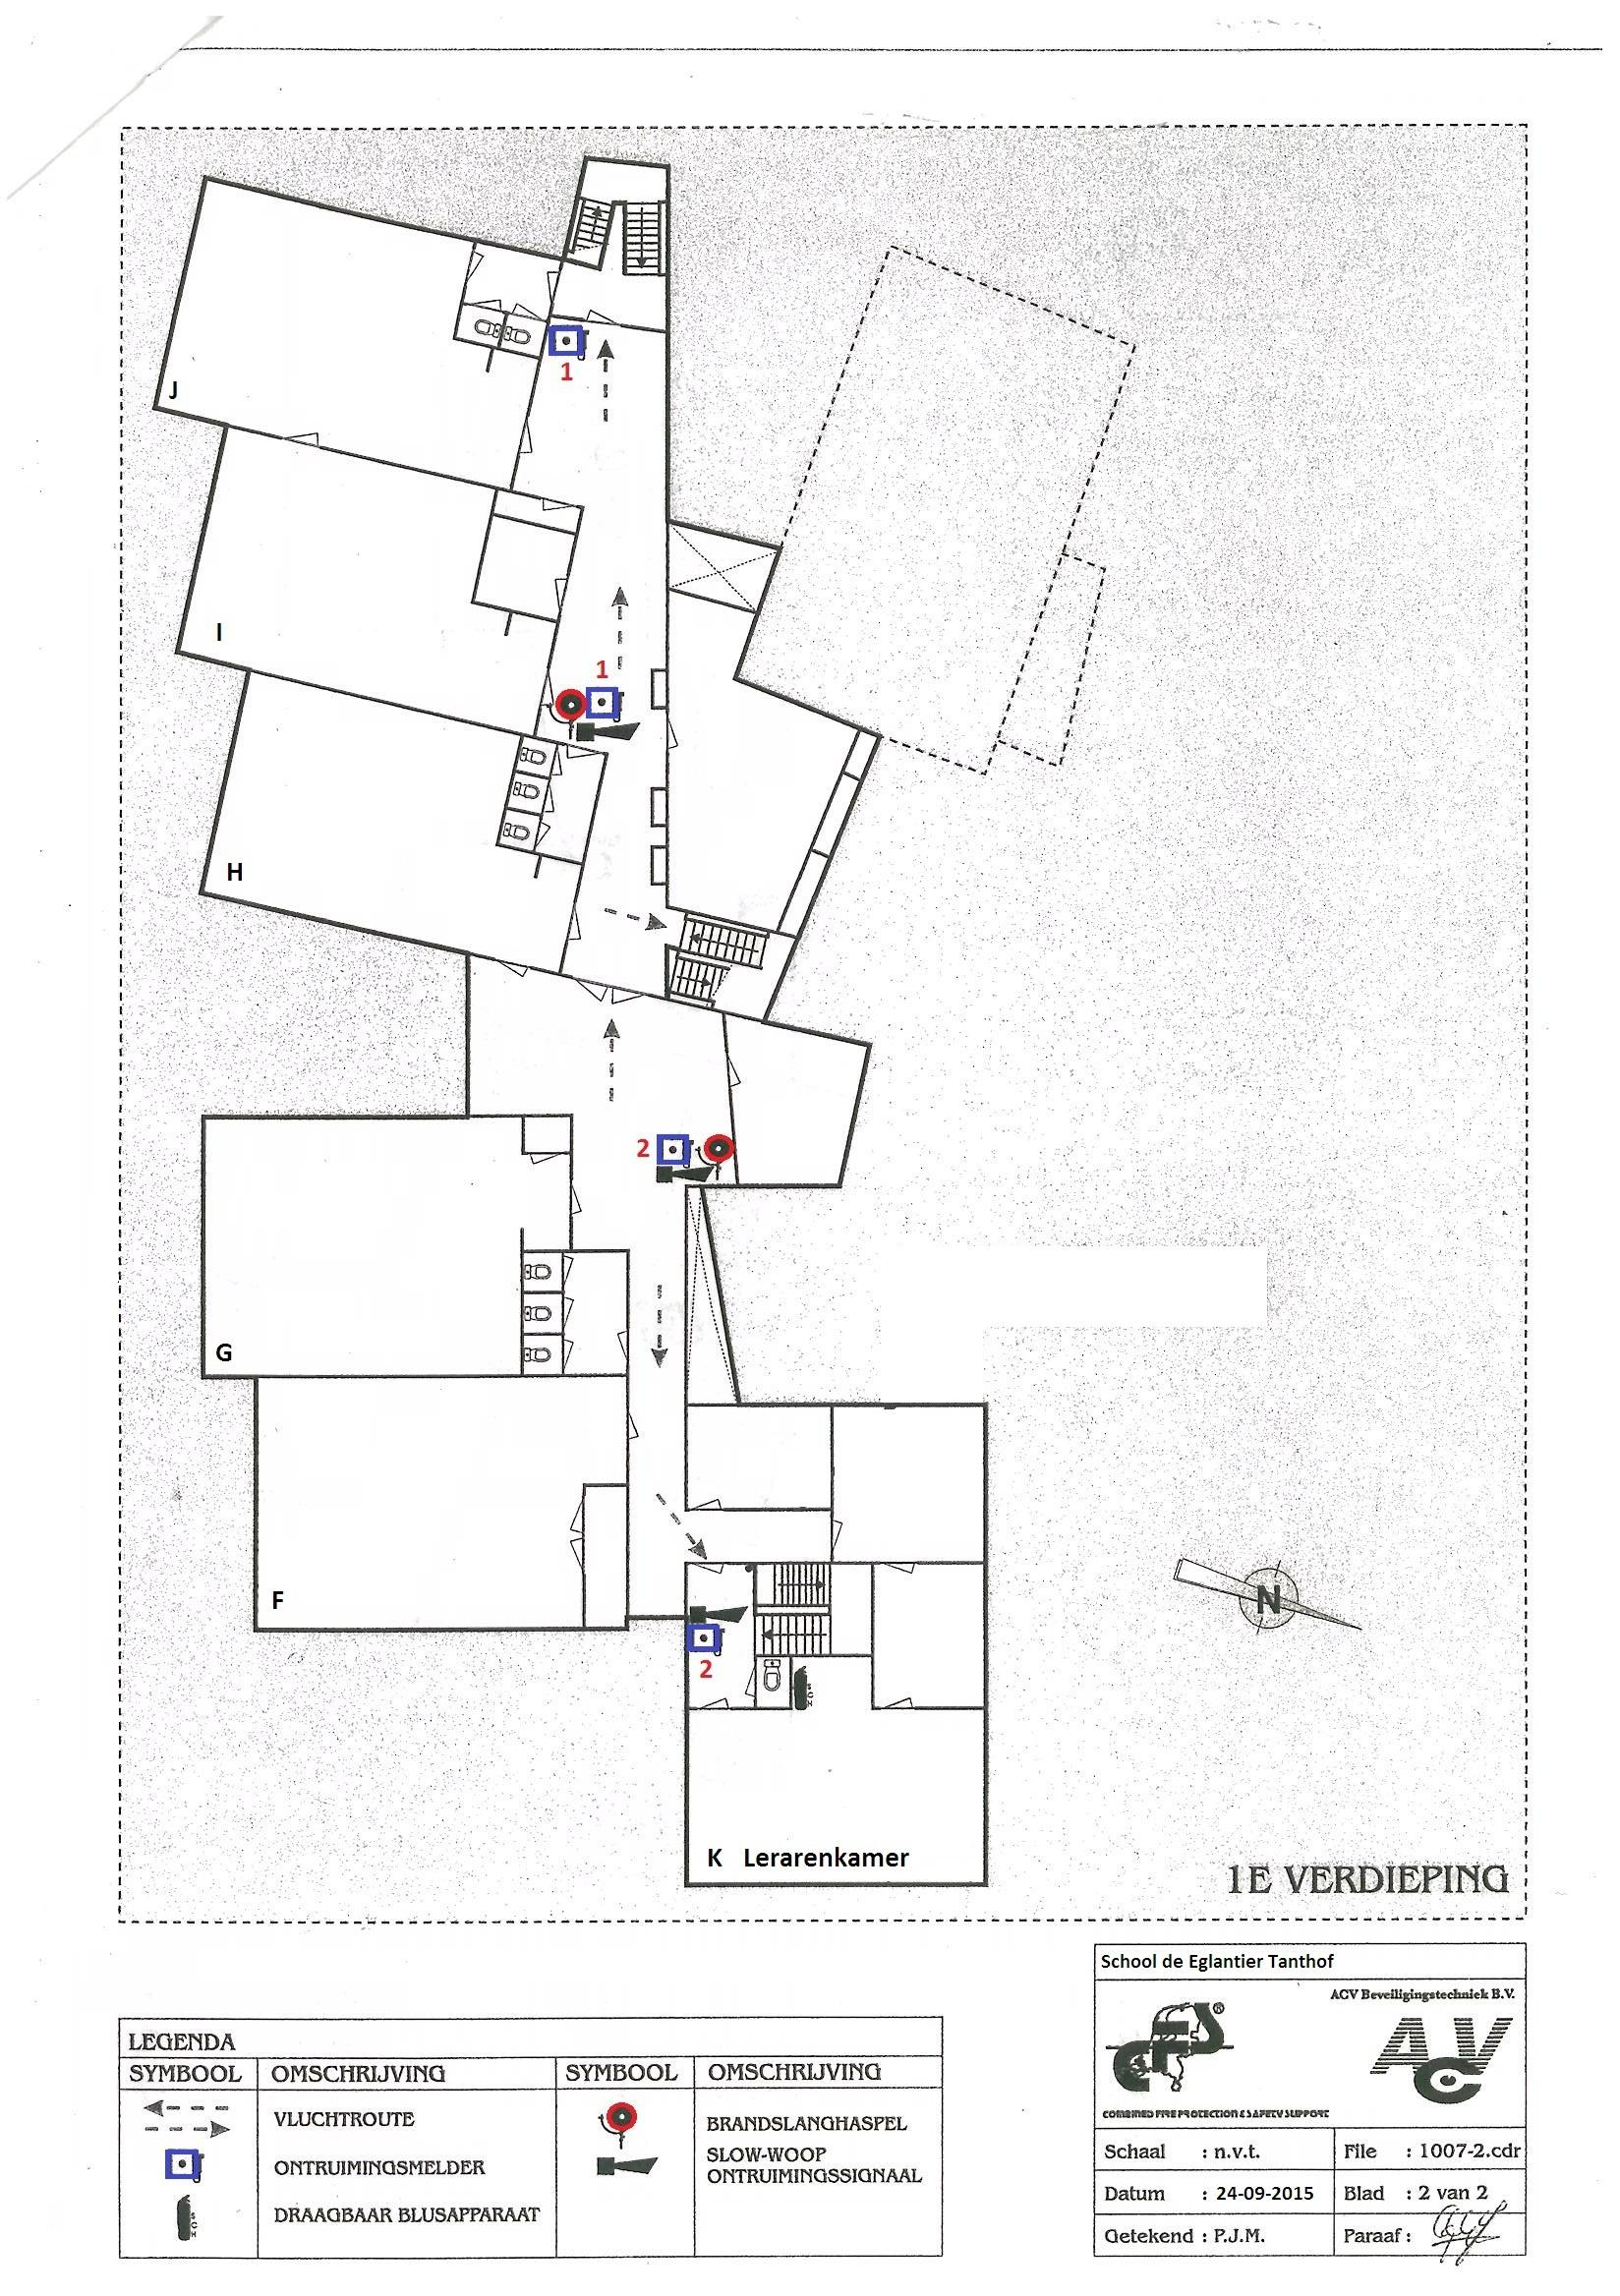 J
1
I
1
H
2
G
F
N
2
S
C
H
K Lerarenkamer
1E VERDIEPING
School de Eglantier Tanthof
ACV Beveiligingstechniek B.V.
CFS ®
ACV
COMBINED FIRE PROTECTION & SAFETY SUPPORT
Schaal : n.v.t.
File : 1007-2.cdr
Datum : 24-09-2015
Blad : 2 van 2
Getekend : P.J.M.
Paraaf :
LEGENDA
SYMBOOL OMSCHRIJVING SYMBOOL OMSCHRIJVING
VLUCHTROUTE
BRANDSLANGHASPEL
ONTRUIMINGSMELDER
SLOW-WOOP
ONTRUIMINGSSIGNAAL
S
C
H
DRAAGBAAR BLUSAPPARAAT